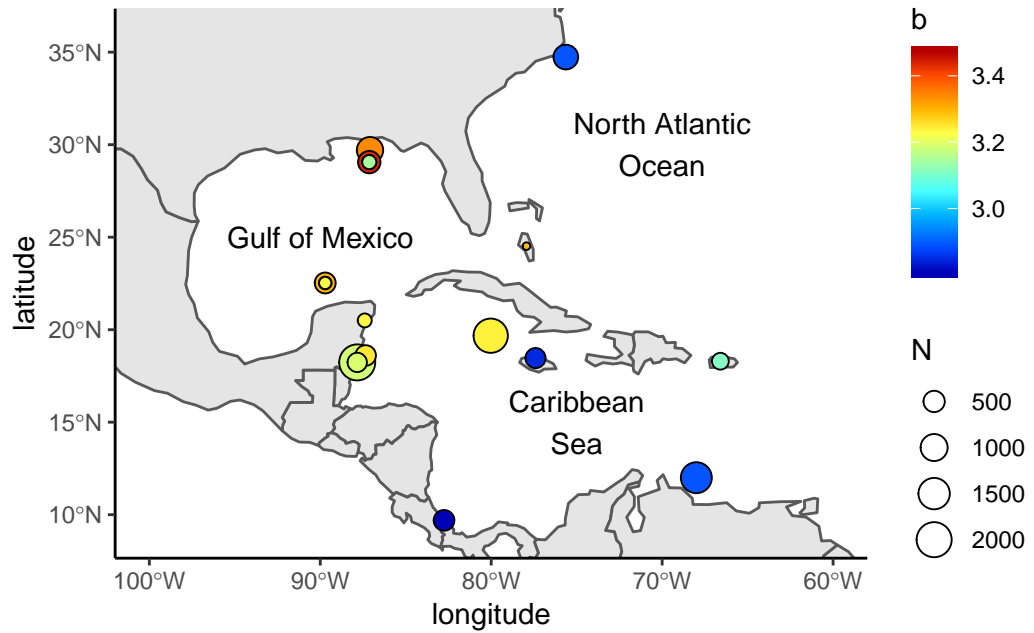 b
35°N
3.4
North Atlantic
Ocean
30°N
3.2
3.0
25°N
Gulf of Mexico
latitude
20°N
N
500
Caribbean
Sea
15°N
1000
1500
10°N
2000
100°W
90°W
80°W
70°W
60°W
longitude